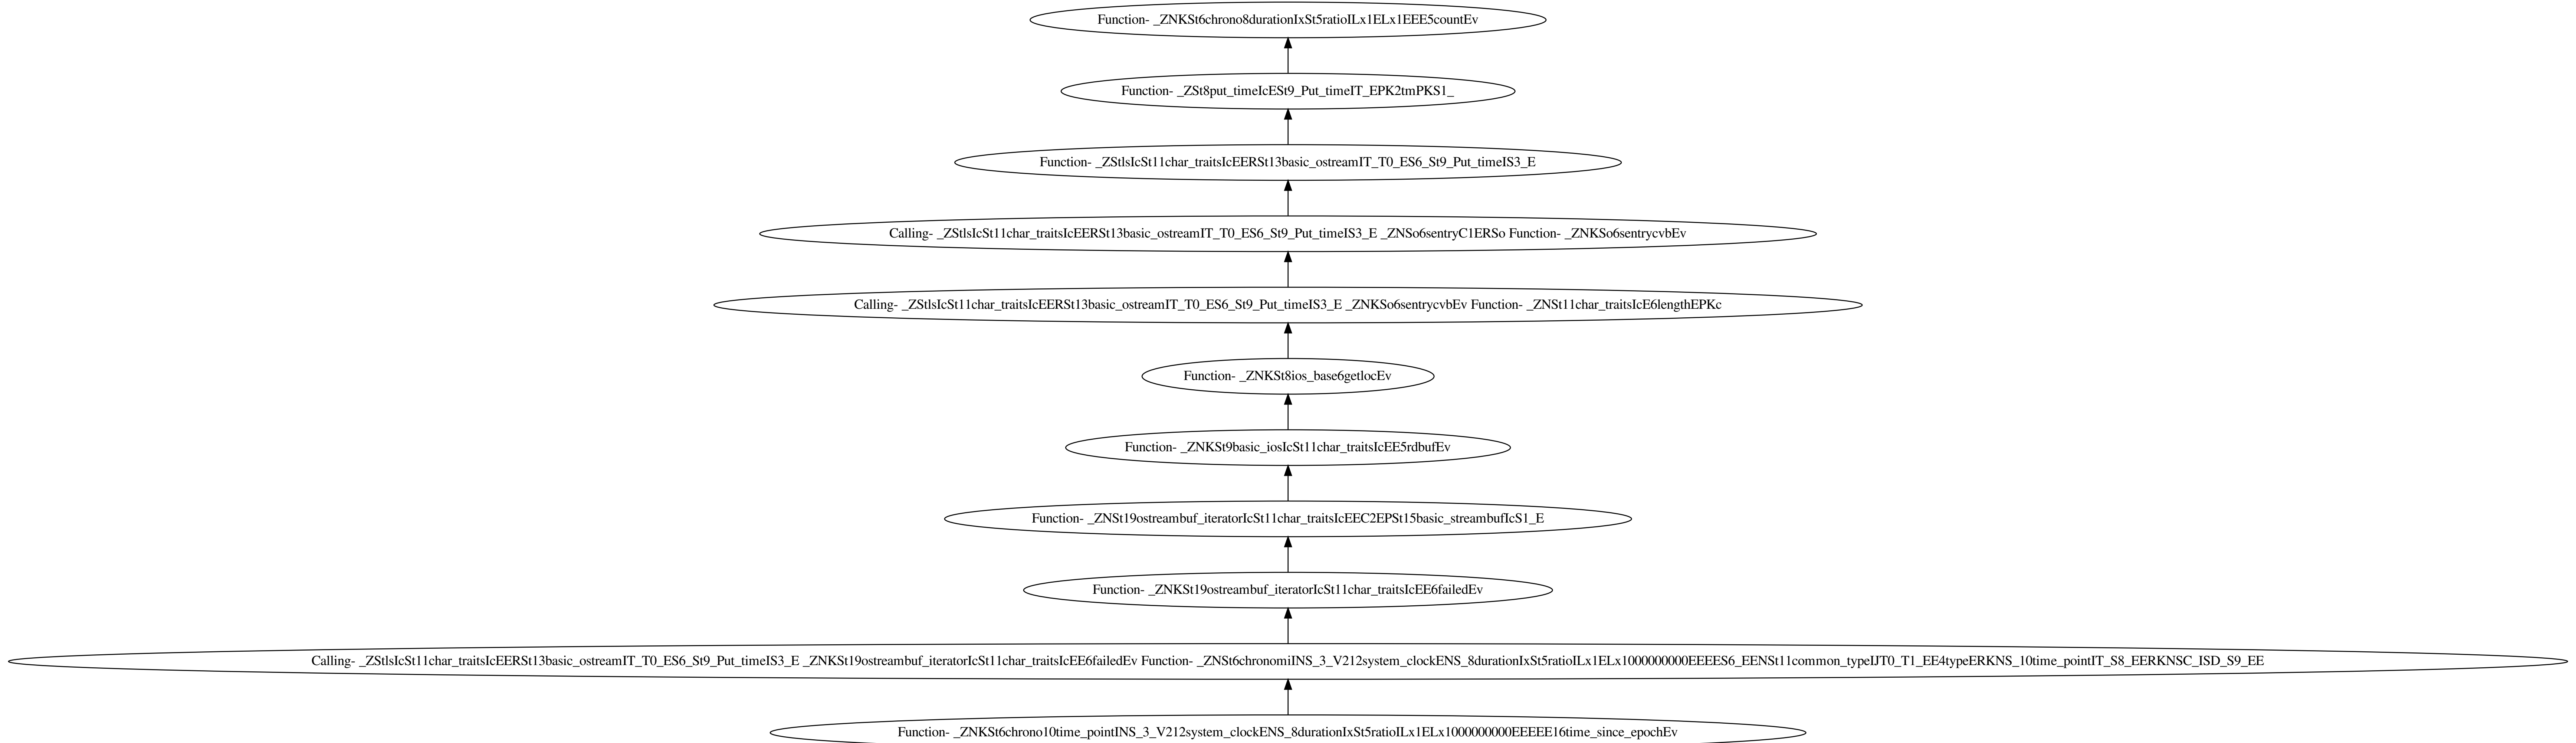 Function- _ZNKSt6chrono8durationIxSt5ratioILx1ELx1EEE5countEv
Function- _ZSt8put_timeIcESt9_Put_timeIT_EPK2tmPKS1_
Function- _ZStlsIcSt11char_traitsIcEERSt13basic_ostreamIT_T0_ES6_St9_Put_timeIS3_E
Calling- _ZStlsIcSt11char_traitsIcEERSt13basic_ostreamIT_T0_ES6_St9_Put_timeIS3_E _ZNSo6sentryC1ERSo Function- _ZNKSo6sentrycvbEv
Calling- _ZStlsIcSt11char_traitsIcEERSt13basic_ostreamIT_T0_ES6_St9_Put_timeIS3_E _ZNKSo6sentrycvbEv Function- _ZNSt11char_traitsIcE6lengthEPKc
Function- _ZNKSt8ios_base6getlocEv
Function- _ZNKSt9basic_iosIcSt11char_traitsIcEE5rdbufEv
Function- _ZNSt19ostreambuf_iteratorIcSt11char_traitsIcEEC2EPSt15basic_streambufIcS1_E
Function- _ZNKSt19ostreambuf_iteratorIcSt11char_traitsIcEE6failedEv
Calling- _ZStlsIcSt11char_traitsIcEERSt13basic_ostreamIT_T0_ES6_St9_Put_timeIS3_E _ZNKSt19ostreambuf_iteratorIcSt11char_traitsIcEE6failedEv Function- _ZNSt6chronomiINS_3_V212system_clockENS_8durationIxSt5ratioILx1ELx1000000000EEEES6_EENSt11common_typeIJT0_T1_EE4typeERKNS_10time_pointIT_S8_EERKNSC_ISD_S9_EE
Function- _ZNKSt6chrono10time_pointINS_3_V212system_clockENS_8durationIxSt5ratioILx1ELx1000000000EEEEE16time_since_epochEv